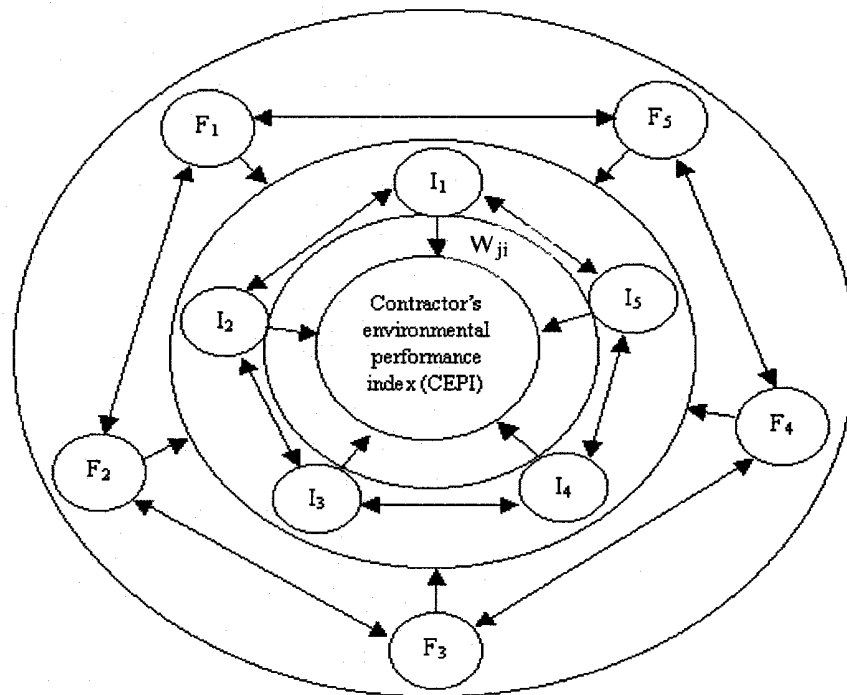 F1
F5
I1
Wji
I2
I5
Contractor's
environmental
performance
index (CEPI)
F2
F4
I3
I4
F3